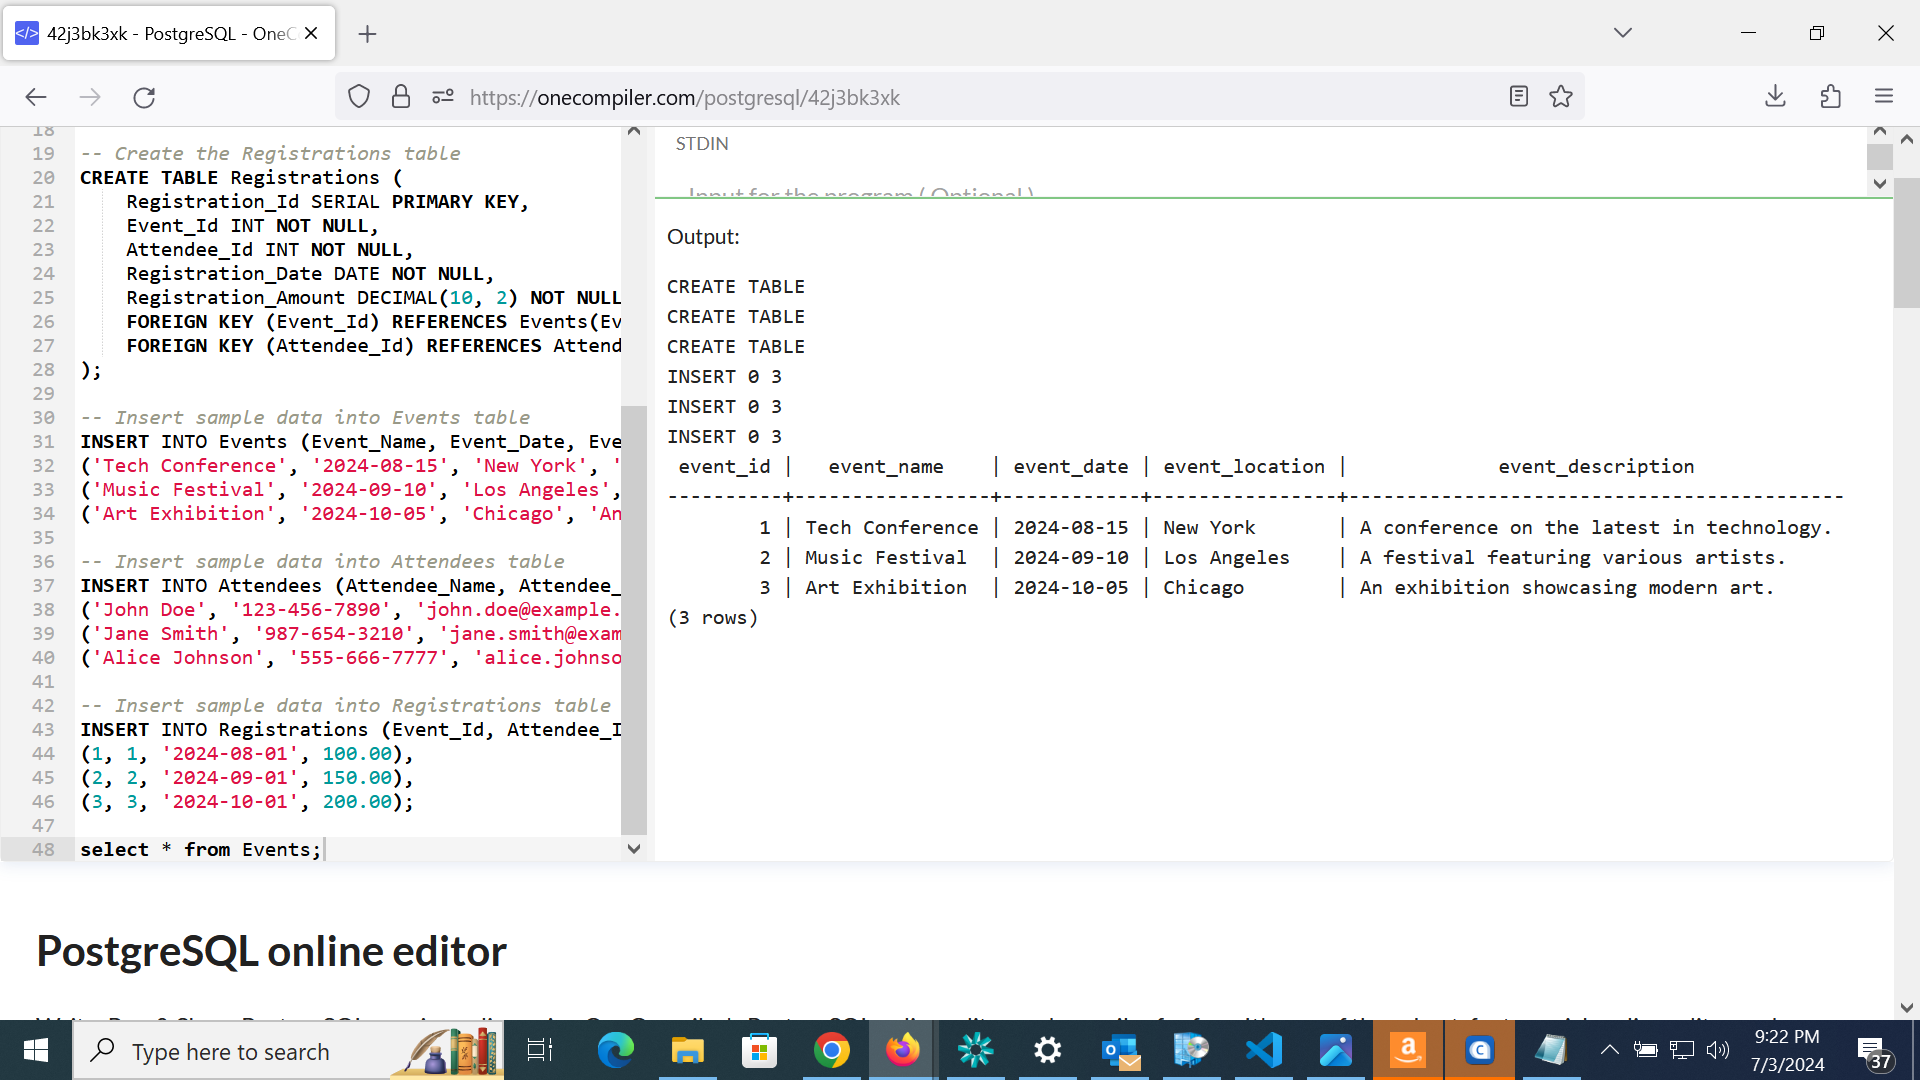 42j3bk3xk - PostgreSQL - OneC
https://onecompiler.com/postgresql/42j3bk3xk
18
19 -- Create the Registrations table
20 CREATE TABLE Registrations (
21 Registration_Id SERIAL PRIMARY KEY,
22 Event_Id INT NOT NULL,
23 Attendee_Id INT NOT NULL,
24 Registration_Date DATE NOT NULL,
25 Registration_Amount DECIMAL(10, 2) NOT NULL
26 FOREIGN KEY (Event_Id) REFERENCES Events(Ev
27 FOREIGN KEY (Attendee_Id) REFERENCES Attend
28 );
29
30 -- Insert sample data into Events table
31 INSERT INTO Events (Event_Name, Event_Date, Eve
32 ('Tech Conference', '2024-08-15', 'New York', '
33 ('Music Festival', '2024-09-10', 'Los Angeles',
34 ('Art Exhibition', '2024-10-05', 'Chicago', 'An
35
36 -- Insert sample data into Attendees table
37 INSERT INTO Attendees (Attendee_Name, Attendee_
38 ('John Doe', '123-456-7890', 'john.doe@example.
39 ('Jane Smith', '987-654-3210', 'jane.smith@exam
40 ('Alice Johnson', '555-666-7777', 'alice.johnso
41
42 -- Insert sample data into Registrations table
43 INSERT INTO Registrations (Event_Id, Attendee_I
44 (1, 1, '2024-08-01', 100.00),
45 (2, 2, '2024-09-01', 150.00),
46 (3, 3, '2024-10-01', 200.00);
47
48 select * from Events;
STDIN
Input for the program ( Optional )
Output:
CREATE TABLE
CREATE TABLE
CREATE TABLE
INSERT 0 3
INSERT 0 3
INSERT 0 3
event_id | event_name | event_date | event_location | event_description
----------+-----------------+------------+----------------+-------------------------------------------
1 | Tech Conference | 2024-08-15 | New York | A conference on the latest in technology.
2 | Music Festival | 2024-09-10 | Los Angeles | A festival featuring various artists.
3 | Art Exhibition | 2024-10-05 | Chicago | An exhibition showcasing modern art.
(3 rows)
PostgreSQL online editor
Type here to search
9:22 PM
7/3/2024
37